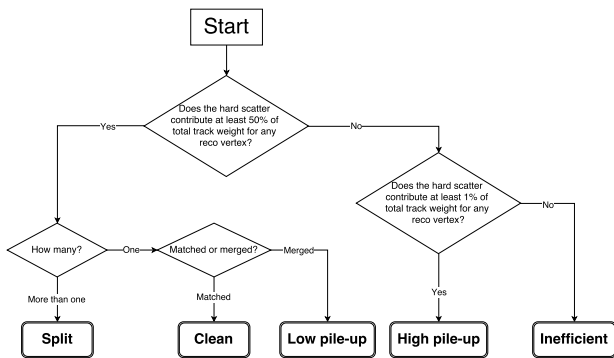 Start
Does the hard scatter
contribute at least 50% of
total track weight for any
reco vertex?
Yes
No
Does the hard scatter
contribute at least 1% of
total track weight for any
reco vertex?
No
How many?
One
Matched or merged?
Merged
More than one
Matched
Yes
Split
Clean
Low pile-up
High pile-up
Inefficient